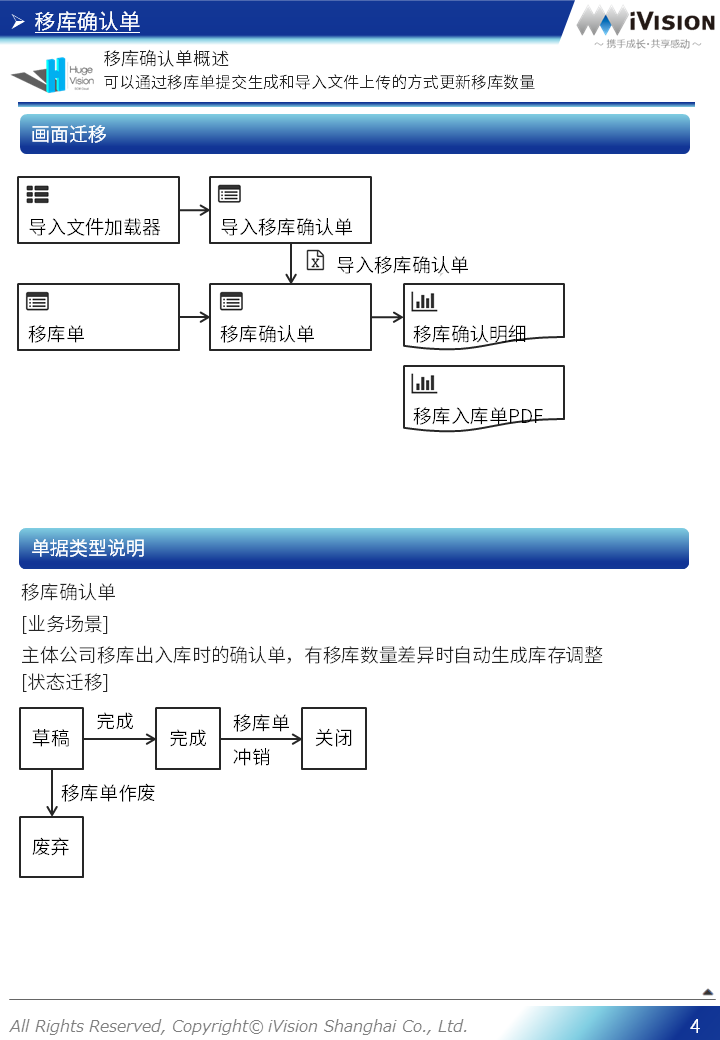 移库确认单
iVision
～ 携手成长·共享感动 ～
Huge
Vision
移库确认单概述
可以通过移库单提交生成和导入文件上传的方式更新移库数量
画面迁移
导入文件加载器
导入移库确认单
导入移库确认单
移库单
移库确认单
移库确认明细
移库入库单PDF
单据类型说明
移库确认单
[业务场景]
主体公司移库出入库时的确认单，有移库数量差异时自动生成库存调整
[状态迁移]
草稿
完成
完成
移库单
冲销
关闭
移库单作废
废弃
All Rights Reserved, Copyright© iVision Shanghai Co., Ltd.
4